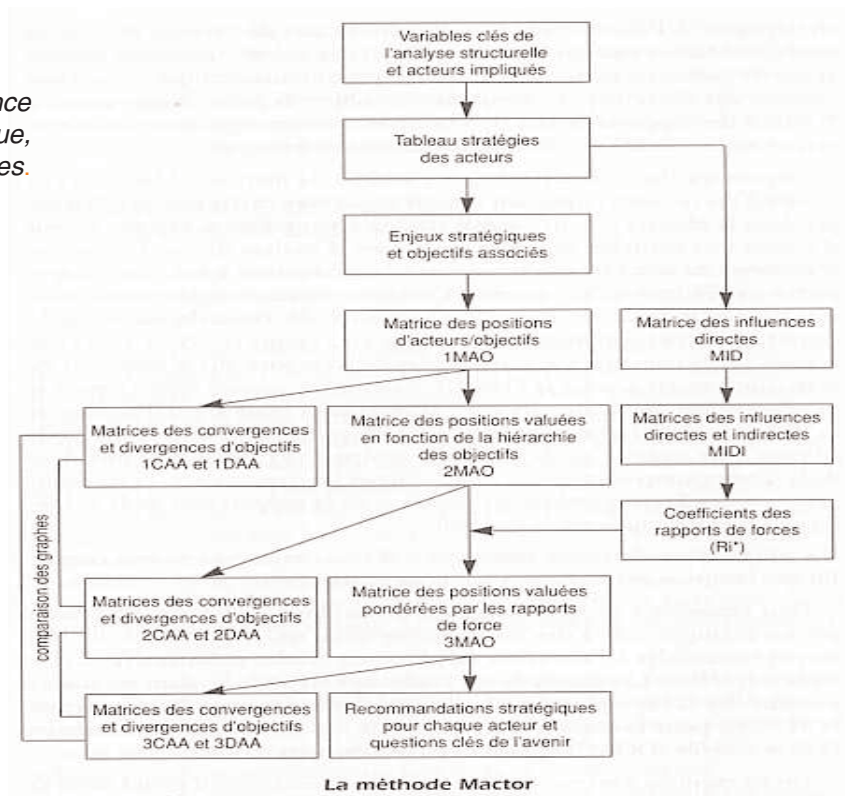 Variables clés de
l'analyse structurelle
et acteurs impliqués
Tableau stratégies
des acteurs
Enjeux stratégiques
et objectifs associés
Matrice des positions
d'acteurs/objectifs
1MAO
Matrice des influences
directes
MID
Matrices des convergences
et divergences d'objectifs
1CAA et 1DAA
Matrice des positions valuées
en fonction de la hiérarchie
des objectifs
2MAO
Matrices des influences
directes et indirectes
MIDI
Coefficients des
rapports de forces
(Ri*)
comparaison des graphes
Matrices des convergences
et divergences d'objectifs
2CAA et 2DAA
Matrice des positions valuées
pondérées par les rapports
de force
3MAO
Matrices des convergences
et divergences d'objectifs
3CAA et 3DAA
Recommandations stratégiques
pour chaque acteur et
questions clés de l'avenir
La méthode Mactor